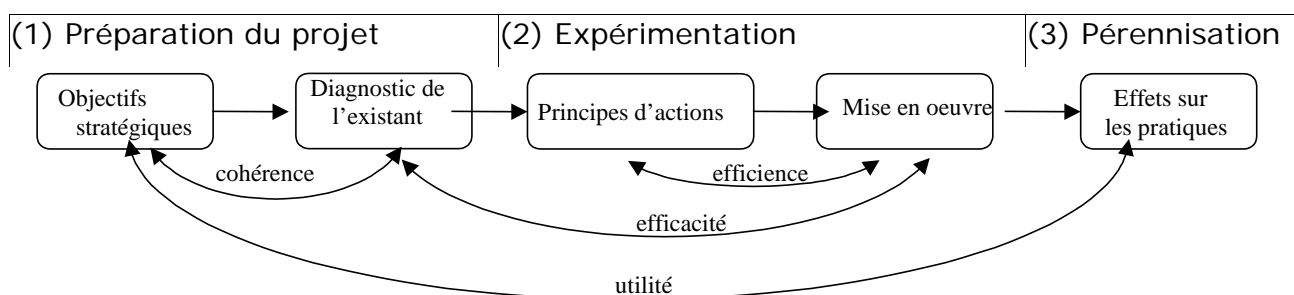 (1) Préparation du projet
(2) Expérimentation
(3) Pérennisation
Objectifs
stratégiques
Diagnostic de
l'existant
Principes d'actions
Mise en oeuvre
Effets sur
les pratiques
cohérence
efficience
efficacité
utilité